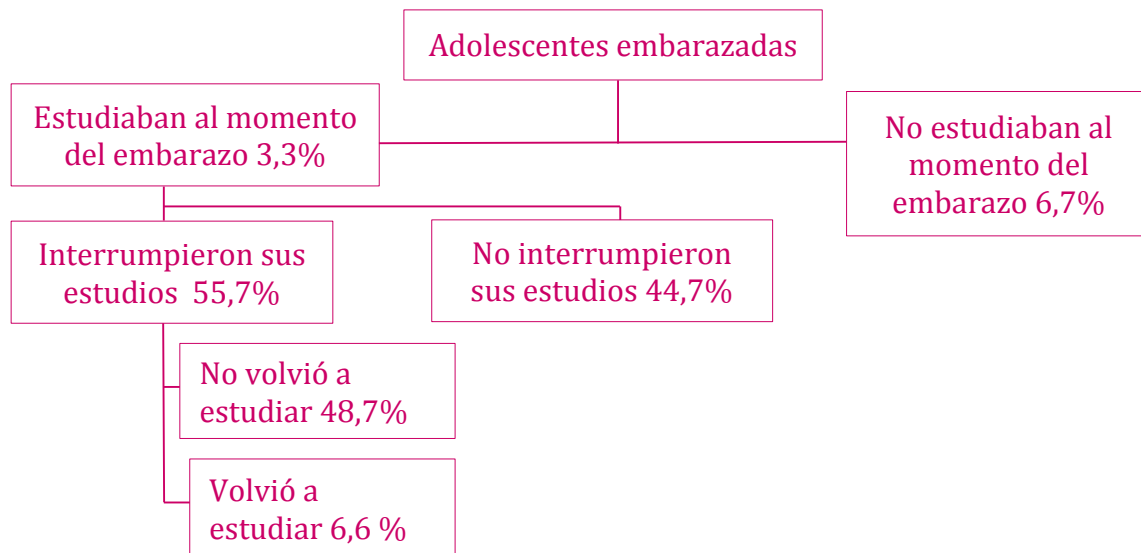 Adolescentes embarazadas
Estudiaban al momento
del embarazo 3,3%
No estudiaban al
momento del
embarazo 6,7%
Interrumpieron sus
estudios 55,7%
No interrumpieron
sus estudios 44,7%
No volvió a
estudiar 48,7%
Volvió a
estudiar 6,6 %